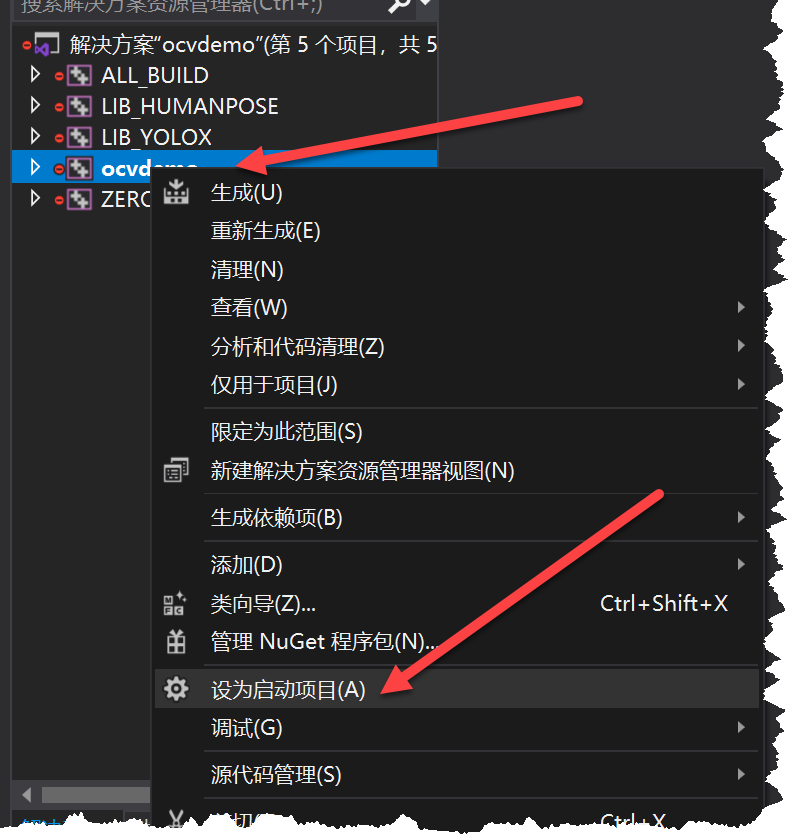 搜索解决方案资源管理器(Ctrl+;)
解决方案"ocvdemo"(第 5 个项目，共 5
ALL_BUILD
LIB_HUMANPOSE
LIB_YOLOX
ocvdemo
ZERO
生成(U)
重新生成(E)
清理(N)
查看(W)
分析和代码清理(Z)
仅用于项目(J)
限定为此范围(S)
新建解决方案资源管理器视图(N)
生成依赖项(B)
添加(D)
类向导(Z)... Ctrl+Shift+X
管理 NuGet 程序包(N)...
设为启动项目(A)
调试(G)
源代码管理(S)
Ctrl+X